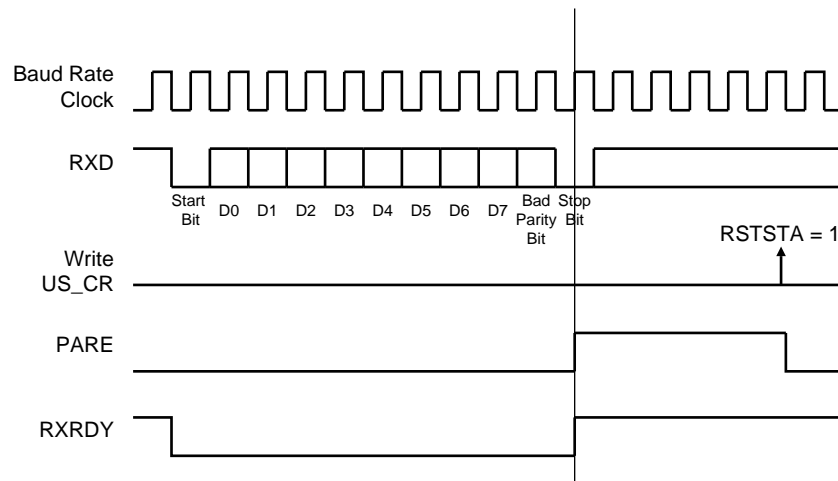 Baud Rate
Clock
RXD
Start
Bit
D0
D1
D2
D3
D4
D5
D6
D7
Bad
Parity
Bit
Stop
Bit
RSTSTA = 1
Write
US_CR
PARE
RXRDY